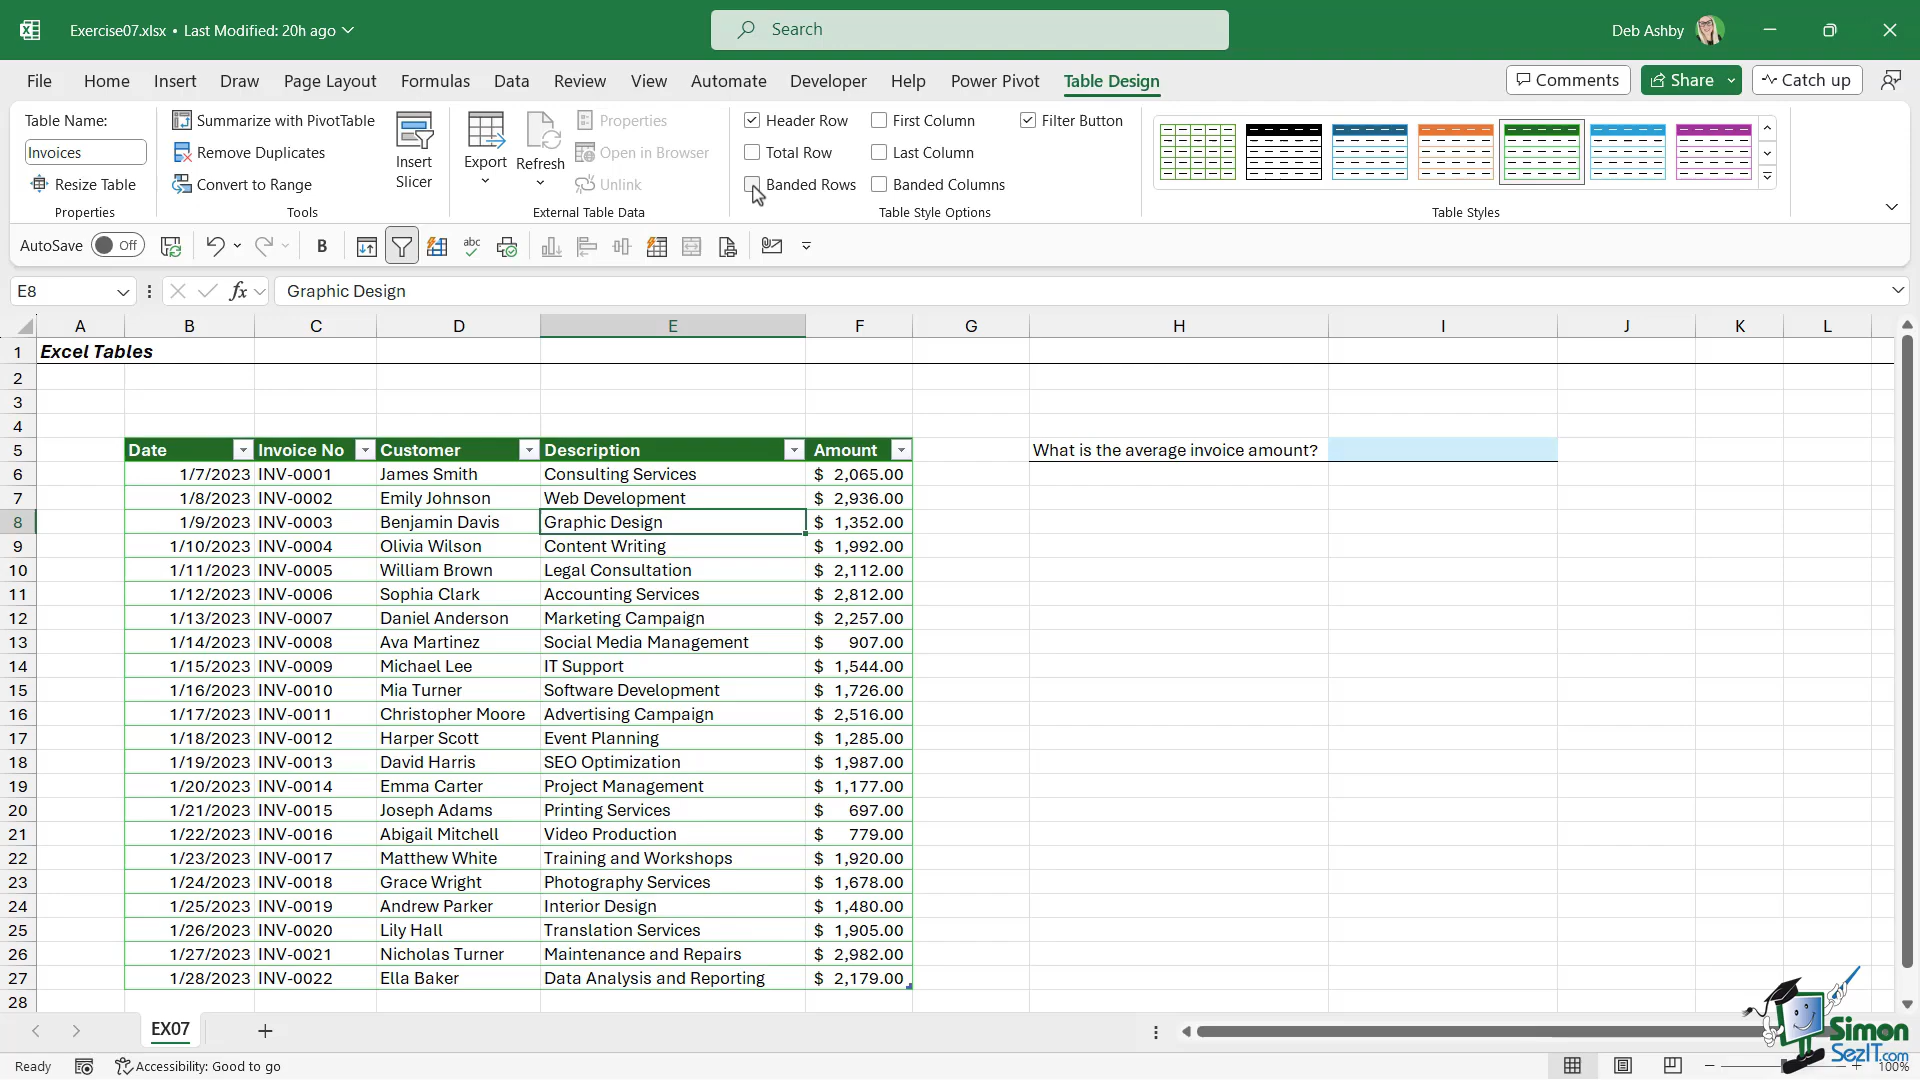 Exercise07.xlsx • Last Modified: 20h ago
Search
Deb Ashby
File Home Insert Draw Page Layout Formulas Data Review View Automate Developer Help Power Pivot Table Design
Comments Share Catch up
Table Name:
Invoices
Resize Table
Properties
Summarize with PivotTable
Remove Duplicates
Convert to Range
Tools
Insert
Slicer
Export
Refresh
Properties
Open in Browser
Unlink
External Table Data
Header Row First Column Filter Button
Total Row Last Column
Banded Rows Banded Columns
Table Style Options
Table Styles
AutoSave Off B abc
E8 fx Graphic Design
A B C D E F G H I J K L
1 Excel Tables
2
3
4
5 Date Invoice No Customer Description Amount What is the average invoice amount?
6 1/7/2023 INV-0001 James Smith Consulting Services $ 2,065.00
7 1/8/2023 INV-0002 Emily Johnson Web Development $ 2,936.00
8 1/9/2023 INV-0003 Benjamin Davis Graphic Design $ 1,352.00
9 1/10/2023 INV-0004 Olivia Wilson Content Writing $ 1,992.00
10 1/11/2023 INV-0005 William Brown Legal Consultation $ 2,112.00
11 1/12/2023 INV-0006 Sophia Clark Accounting Services $ 2,812.00
12 1/13/2023 INV-0007 Daniel Anderson Marketing Campaign $ 2,257.00
13 1/14/2023 INV-0008 Ava Martinez Social Media Management $ 907.00
14 1/15/2023 INV-0009 Michael Lee IT Support $ 1,544.00
15 1/16/2023 INV-0010 Mia Turner Software Development $ 1,726.00
16 1/17/2023 INV-0011 Christopher Moore Advertising Campaign $ 2,516.00
17 1/18/2023 INV-0012 Harper Scott Event Planning $ 1,285.00
18 1/19/2023 INV-0013 David Harris SEO Optimization $ 1,987.00
19 1/20/2023 INV-0014 Emma Carter Project Management $ 1,177.00
20 1/21/2023 INV-0015 Joseph Adams Printing Services $ 697.00
21 1/22/2023 INV-0016 Abigail Mitchell Video Production $ 779.00
22 1/23/2023 INV-0017 Matthew White Training and Workshops $ 1,920.00
23 1/24/2023 INV-0018 Grace Wright Photography Services $ 1,678.00
24 1/25/2023 INV-0019 Andrew Parker Interior Design $ 1,480.00
25 1/26/2023 INV-0020 Lily Hall Translation Services $ 1,905.00
26 1/27/2023 INV-0021 Nicholas Turner Maintenance and Repairs $ 2,982.00
27 1/28/2023 INV-0022 Ella Baker Data Analysis and Reporting $ 2,179.00
28
EX07
Simon
SezIT.com
Ready Accessibility: Good to go 100%